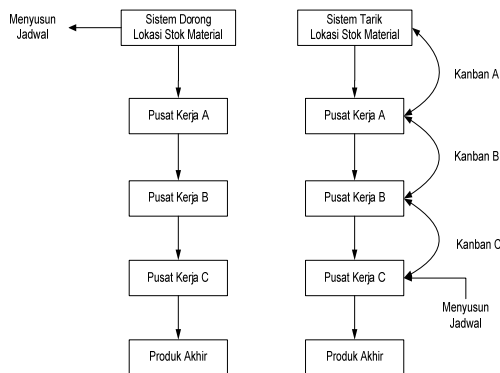 Menyusun
Jadwal
Sistem Dorong
Lokasi Stok Material
Pusat Kerja A
Pusat Kerja B
Pusat Kerja C
Produk Akhir
Sistem Tarik
Lokasi Stok Material
Kanban A
Pusat Kerja A
Kanban B
Pusat Kerja B
Kanban C
Pusat Kerja C
Menyusun
Jadwal
Produk Akhir